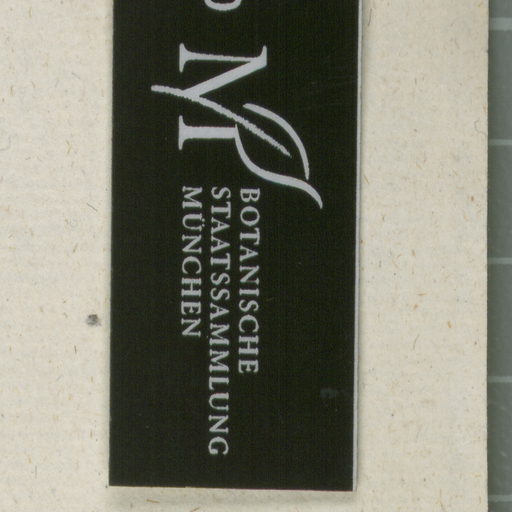 M
BOTANISCHE
STAATSSAMMLUNG
MÜNCHEN